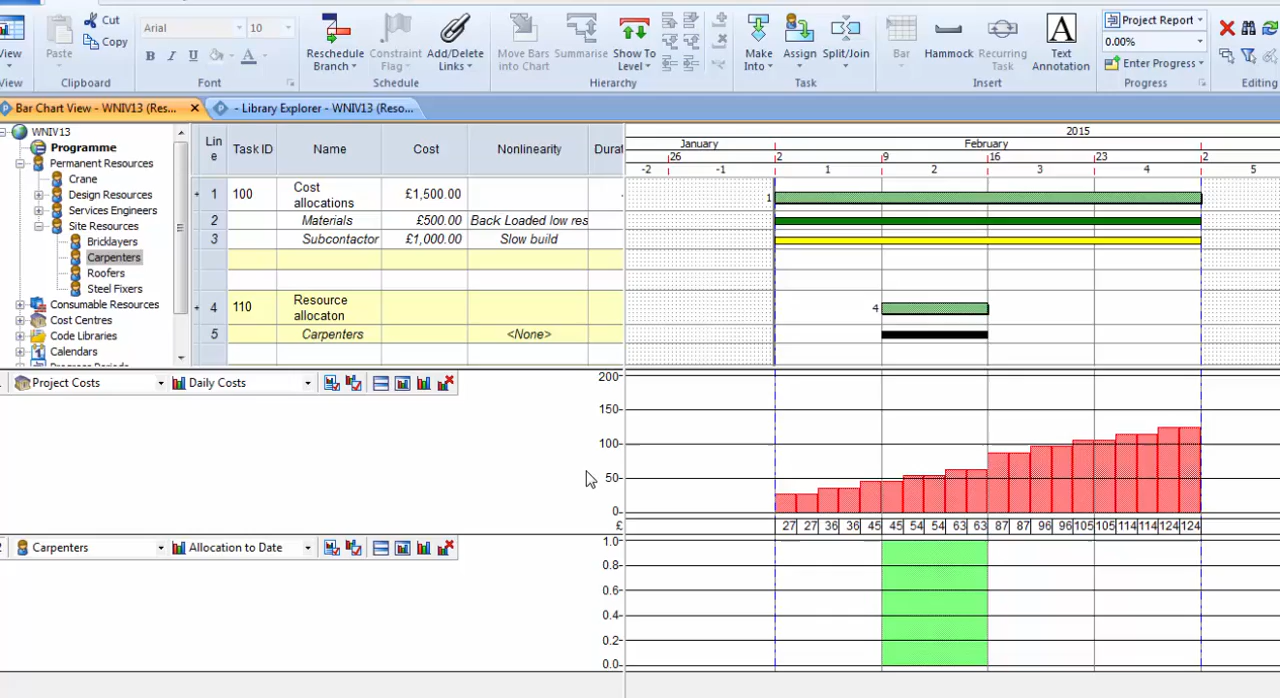 Cut
Copy
Paste
View
View
Clipboard
Arial 10
B I U A
Font
Reschedule Branch
Constraint Flag
Add/Delete Links
Schedule
Move Bars into Chart
Summarise
Show To Level
Hierarchy
Make Into
Assign
Split/Join
Task
Bar
Hammock
Recurring Task
A
Text Annotation
Insert
Project Report
0.00%
Enter Progress
Progress
Editing
Bar Chart View - WNIV13 (Res...
- Library Explorer - WNIV13 (Reso...
WNIV13
Programme
Permanent Resources
Crane
Design Resources
Services Engineers
Site Resources
Bricklayers
Carpenters
Roofers
Steel Fixers
Consumable Resources
Cost Centres
Code Libraries
Calendars
Line Task ID Name Cost Nonlinearity Durat
1 100 Cost allocations £1,500.00
2 Materials £500.00 Back Loaded low res
3 Subcontactor £1,000.00 Slow build
4 110 Resource allocaton
5 Carpenters <None>
2015
January February
26 2 9 16 23 2
-2 -1 1 2 3 4 5
1
4
Project Costs Daily Costs
200
150
100
50
0
£ 27 27 36 36 45 45 54 54 63 63 87 87 96 96 105 105 114 114 124 124
2 Carpenters Allocation to Date
1.0
0.8
0.6
0.4
0.2
0.0